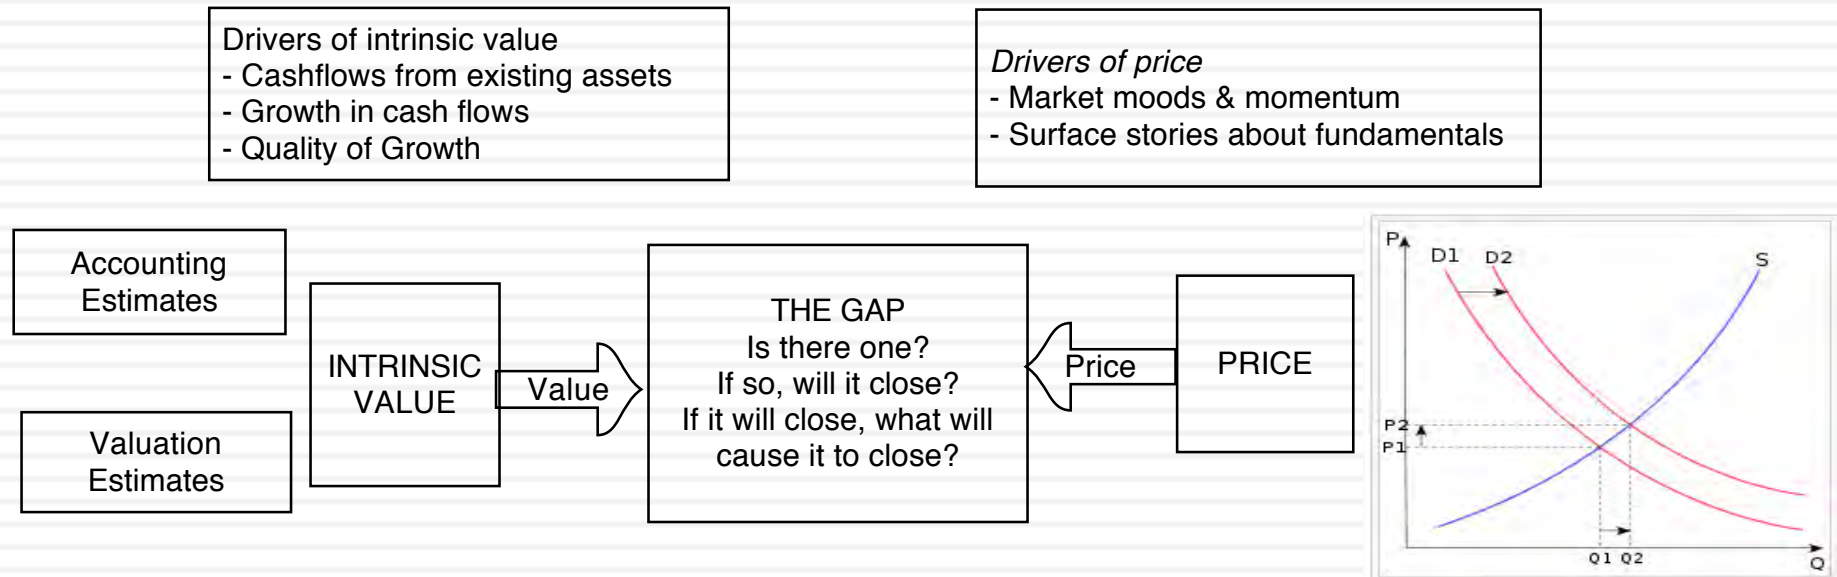 Drivers of intrinsic value
- Cashflows from existing assets
- Growth in cash flows
- Quality of Growth
Drivers of price
- Market moods & momentum
- Surface stories about fundamentals
Accounting
Estimates
Valuation
Estimates
INTRINSIC
VALUE
Value
THE GAP
Is there one?
If so, will it close?
If it will close, what will
cause it to close?
Price
PRICE
P
D1 D2
S
P2
P1
Q1 Q2
Q